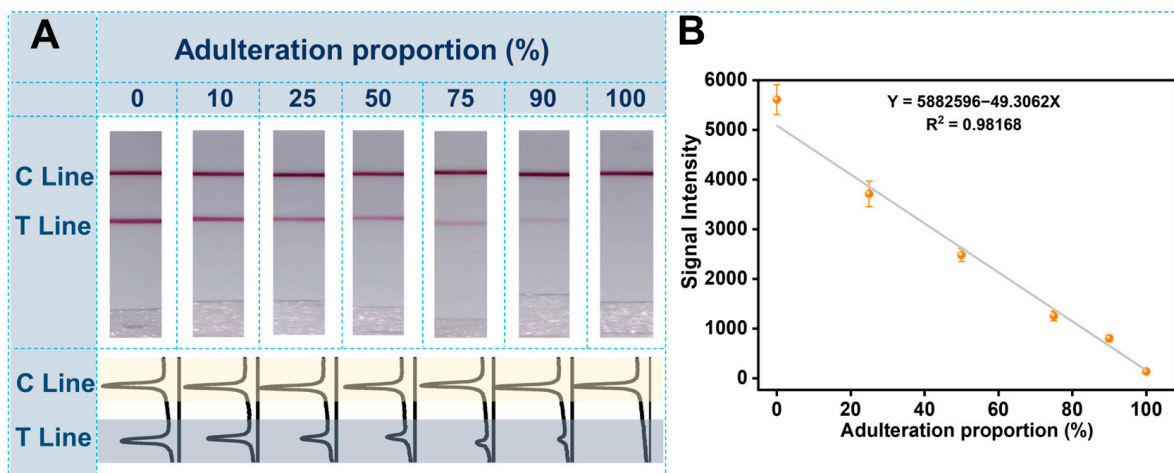 A
Adulteration proportion (%)
0 10 25 50 75 90 100
C Line
T Line
C Line
T Line
B
Y = 5882596−49.3062X
R² = 0.98168
Signal Intensity
6000
5000
4000
3000
2000
1000
0
0 20 40 60 80 100
Adulteration proportion (%)